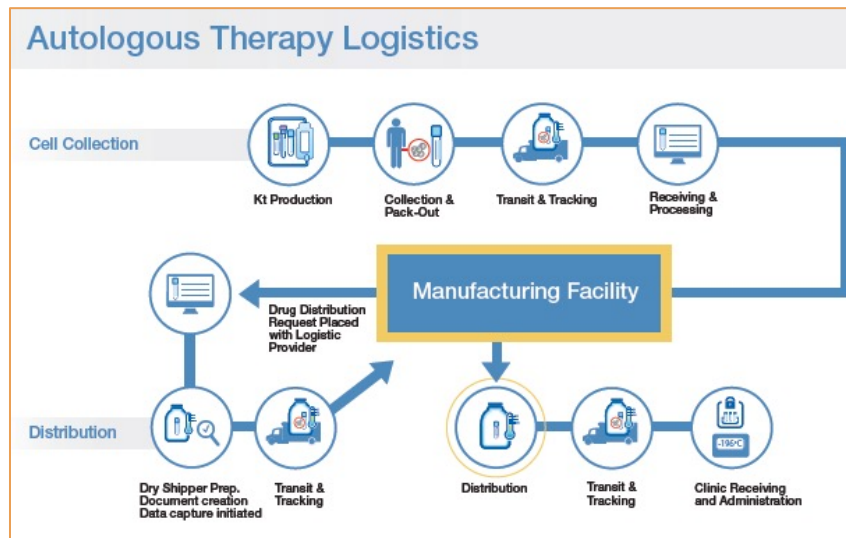 Autologous Therapy Logistics
Cell Collection
Kt Production
Collection &
Pack-Out
Transit & Tracking
Receiving &
Processing
Manufacturing Facility
Drug Distribution
Request Placed
with Logistic
Provider
Distribution
Dry Shipper Prep.
Document creation
Data capture initiated
Transit &
Tracking
Distribution
Transit &
Tracking
-196°C
Clinic Receiving
and Administration